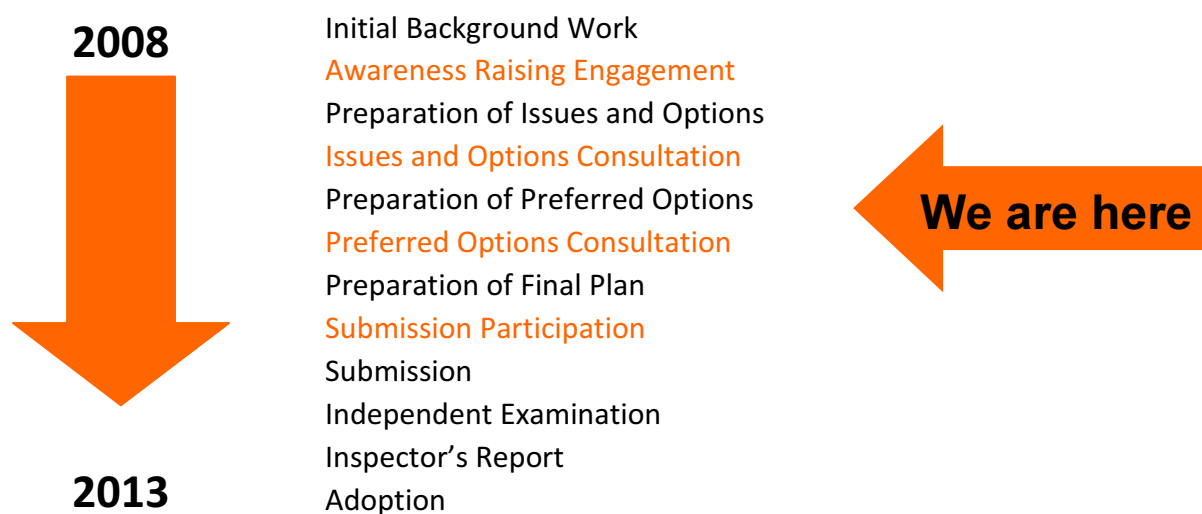 2008
Initial Background Work
Awareness Raising Engagement
Preparation of Issues and Options
Issues and Options Consultation
Preparation of Preferred Options
We are here
Preferred Options Consultation
Preparation of Final Plan
Submission Participation
Submission
Independent Examination
Inspector’s Report
2013
Adoption